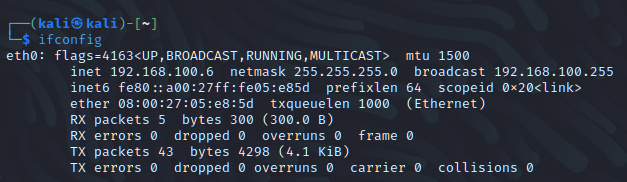 ┌──(kali㉿kali)-[~]
└─$ ifconfig
eth0: flags=4163<UP,BROADCAST,RUNNING,MULTICAST>  mtu 1500
        inet 192.168.100.6  netmask 255.255.255.0  broadcast 192.168.100.255
        inet6 fe80::a00:27ff:fe05:e85d  prefixlen 64  scopeid 0×20<link>
        ether 08:00:27:05:e8:5d  txqueuelen 1000  (Ethernet)
        RX packets 5  bytes 300 (300.0 B)
        RX errors 0  dropped 0  overruns 0  frame 0
        TX packets 43  bytes 4298 (4.1 KiB)
        TX errors 0  dropped 0 overruns 0  carrier 0  collisions 0